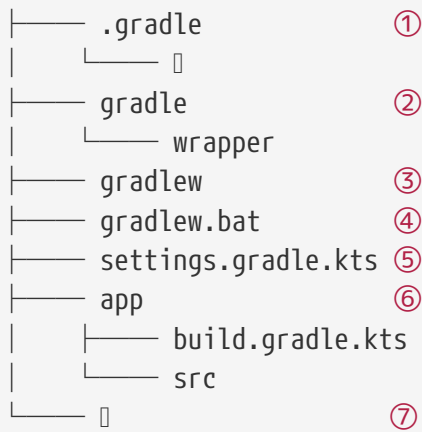 ├── .gradle ①
│   └── ▯
├── gradle ②
│   └── wrapper
├── gradlew ③
├── gradlew.bat ④
├── settings.gradle.kts ⑤
├── app ⑥
│   ├── build.gradle.kts
│   └── src
└── ▯ ⑦